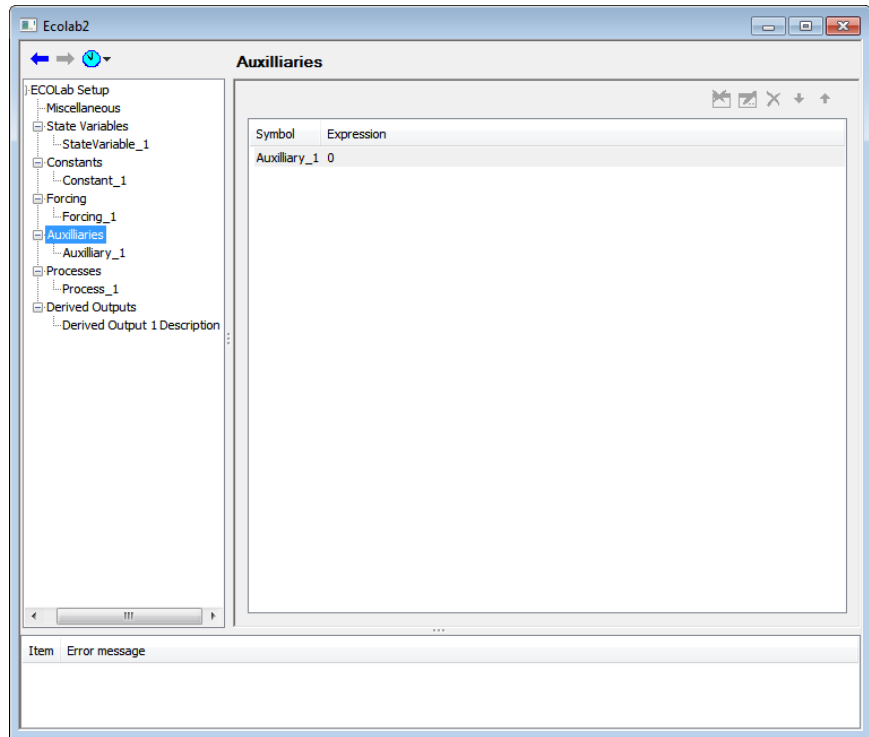 Ecolab2
Auxilliaries
ECOLab Setup
Miscellaneous
State Variables
StateVariable_1
Constants
Constant_1
Forcing
Forcing_1
Auxilliaries
Auxilliary_1
Processes
Process_1
Derived Outputs
Derived Output 1 Description
Symbol Expression
Auxilliary_1 0
Item Error message